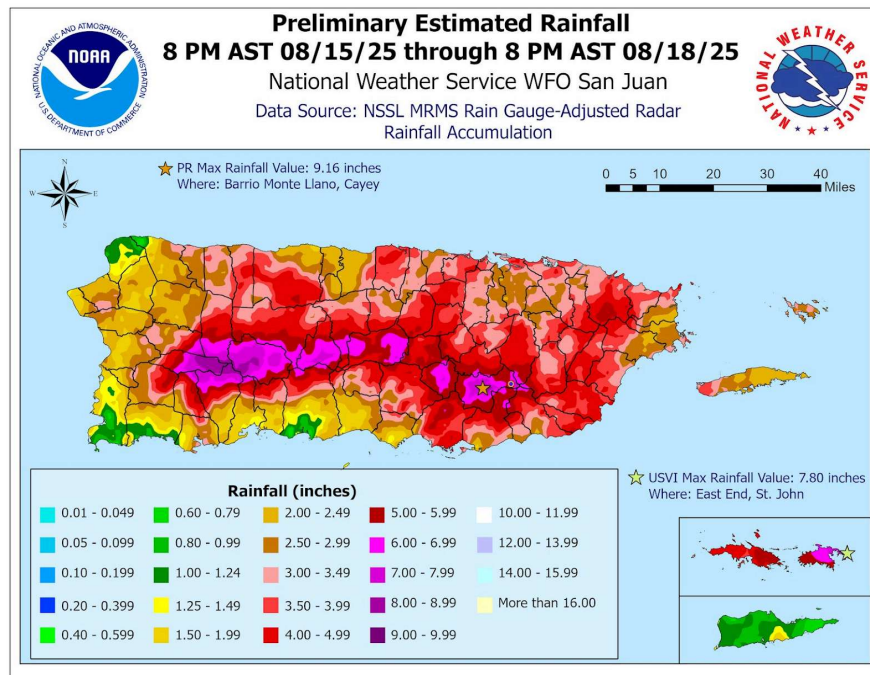 Preliminary Estimated Rainfall
8 PM AST 08/15/25 through 8 PM AST 08/18/25
National Weather Service WFO San Juan
Data Source: NSSL MRMS Rain Gauge-Adjusted Radar
Rainfall Accumulation
NATIONAL OCEANIC AND ATMOSPHERIC ADMINISTRATION
NOAA
U.S. DEPARTMENT OF COMMERCE
NATIONAL WEATHER SERVICE
N
W
E
S
PR Max Rainfall Value: 9.16 inches
Where: Barrio Monte Llano, Cayey
0 5 10 20 30 40
Miles
USVI Max Rainfall Value: 7.80 inches
Where: East End, St. John
Rainfall (inches)
0.01 - 0.049
0.05 - 0.099
0.10 - 0.199
0.20 - 0.399
0.40 - 0.599
0.60 - 0.79
0.80 - 0.99
1.00 - 1.24
1.25 - 1.49
1.50 - 1.99
2.00 - 2.49
2.50 - 2.99
3.00 - 3.49
3.50 - 3.99
4.00 - 4.99
5.00 - 5.99
6.00 - 6.99
7.00 - 7.99
8.00 - 8.99
9.00 - 9.99
10.00 - 11.99
12.00 - 13.99
14.00 - 15.99
More than 16.00